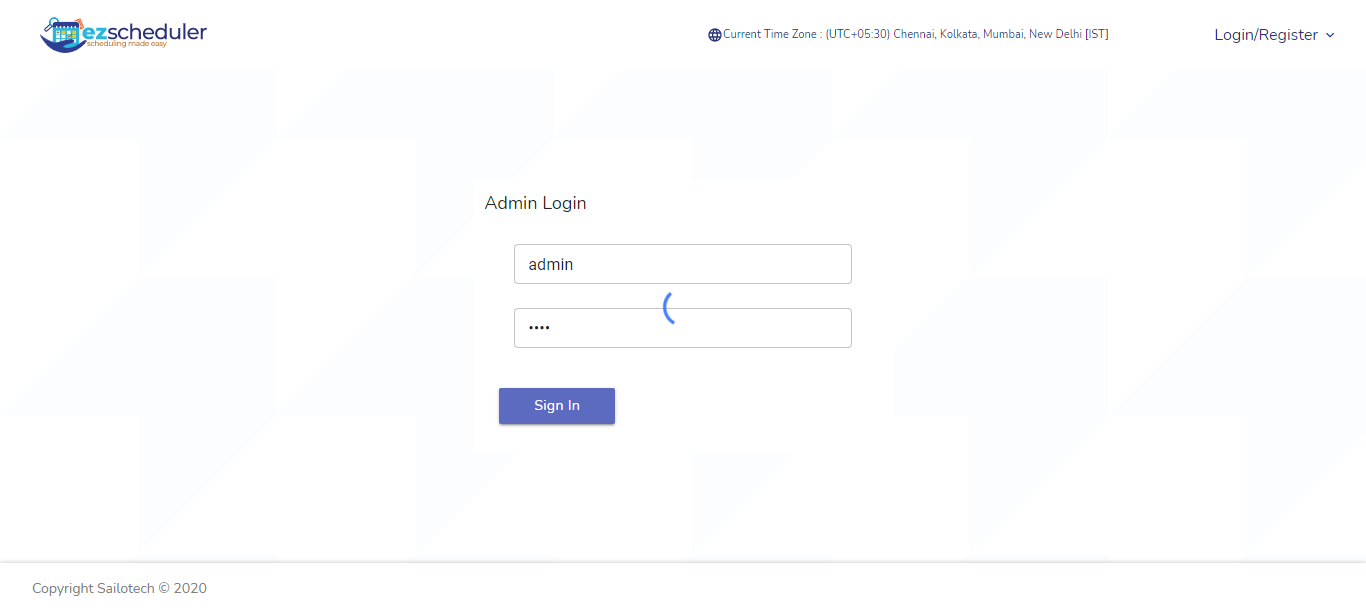 ezscheduler
scheduling made easy
Current Time Zone : (UTC+05:30) Chennai, Kolkata, Mumbai, New Delhi [IST]
Login/Register
Admin Login
admin
••••
Sign In
Copyright Sailotech © 2020